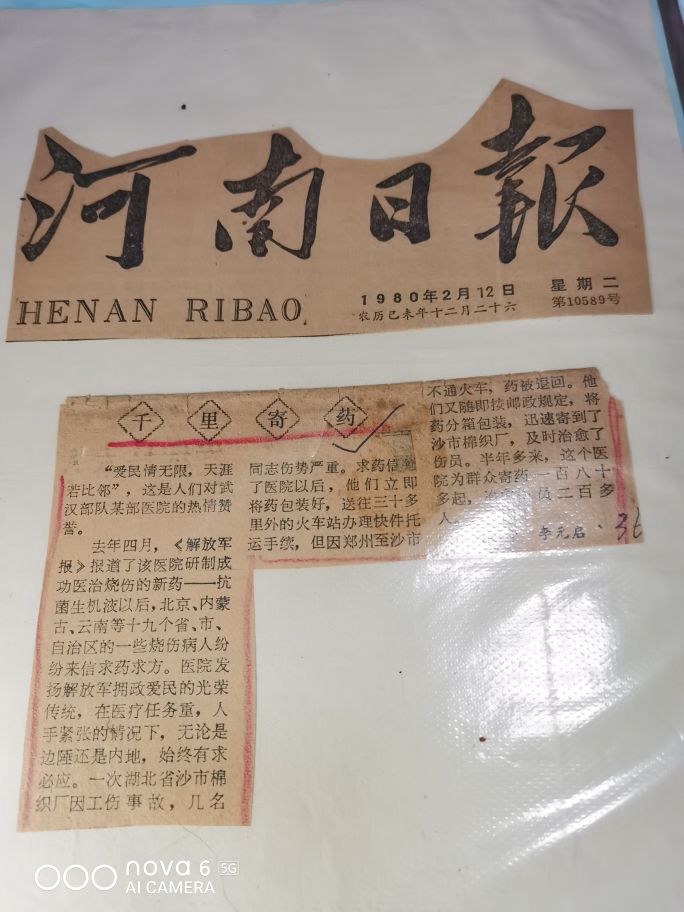 河南日報
HENAN RIBAO
1980年2月12日
农历己未年十二月二十六
星期二
第10589号
千里寄药
“爱民情无限，天涯
若比邻”，这是人们对武
汉部队某部医院的热情赞
誉。
去年四月，《解放军
报》报道了该医院研制成
功医治烧伤的新药——抗
菌生机液以后，北京、内蒙
古、云南等十九个省、市、
自治区的一些烧伤病人纷
纷来信求药求方。医院发
扬解放军拥政爱民的光荣
传统，在医疗任务重，人
手紧张的情况下，无论是
边陲还是内地，始终有求
必应。一次湖北省沙市棉
织厂因工伤事故，几名
同志伤势严重。求药信到
了医院以后，他们立即
将药包装好，送往三十多
里外的火车站办理快件托
运手续，但因郑州至沙市
不通火车，药被退回。他
们又随即按邮政规定，将
药分箱包装，迅速寄到了
沙市棉织厂，及时治愈了
伤员。半年多来，这个医
院为群众寄药一百八十
多起，员二百多
人。
李元启
36
nova 6 5G
AI CAMERA